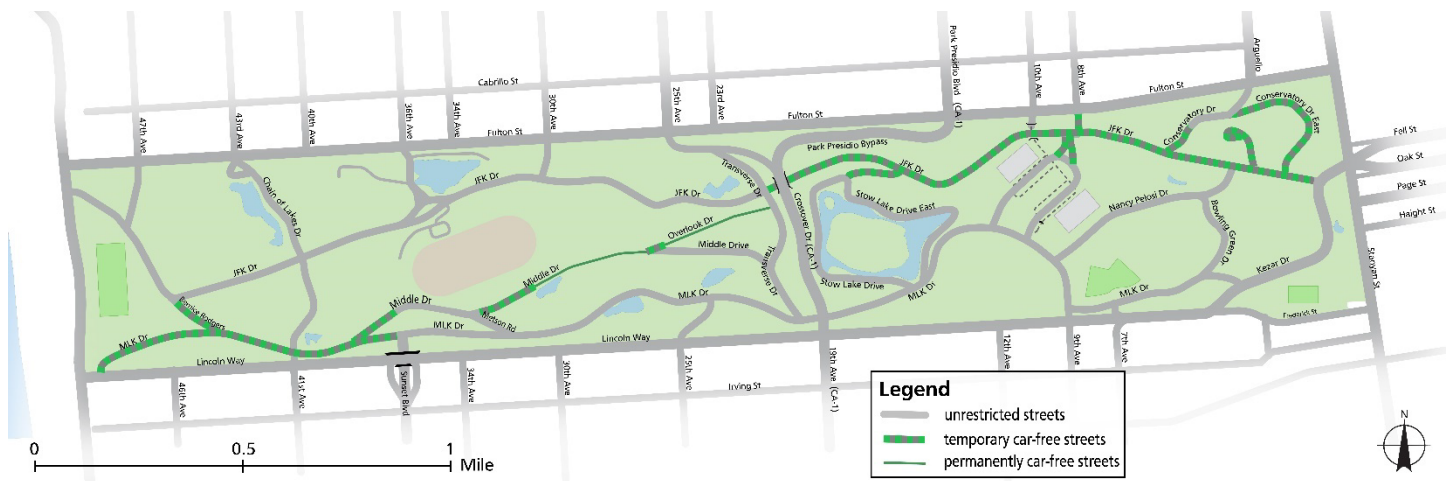 Cabrillo St
Fulton St
Fulton St
Fulton St
47th Ave
43rd Ave
40th Ave
36th Ave
34th Ave
30th Ave
25th Ave
23rd Ave
Park Presidio Blvd (CA-1)
10th Ave
8th Ave
Arguello
Fell St
Oak St
Page St
Haight St
Stanyan St
Chain of Lakes Dr
JFK Dr
JFK Dr
JFK Dr
Transverse Dr
Park Presidio Bypass
JFK Dr
JFK Dr
Conservatory Dr
Conservatory Dr East
Overlook Dr
Middle Drive
Transverse Dr
Crossover Dr (CA-1)
Stow Lake Drive East
Stow Lake Drive
Nancy Pelosi Dr
Bowling Green Dr
Kezar Dr
MLK Dr
MLK Dr
MLK Dr
MLK Dr
MLK Dr
Bernice Rodgers
Middle Dr
Middle Dr
Metson Rd
Lincoln Way
Lincoln Way
Frederick St
46th Ave
41st Ave
Sunset Blvd
34th Ave
30th Ave
25th Ave
Irving St
19th Ave (CA-1)
12th Ave
9th Ave
7th Ave
Legend
unrestricted streets
temporary car-free streets
permanently car-free streets
0 0.5 1
Mile
N